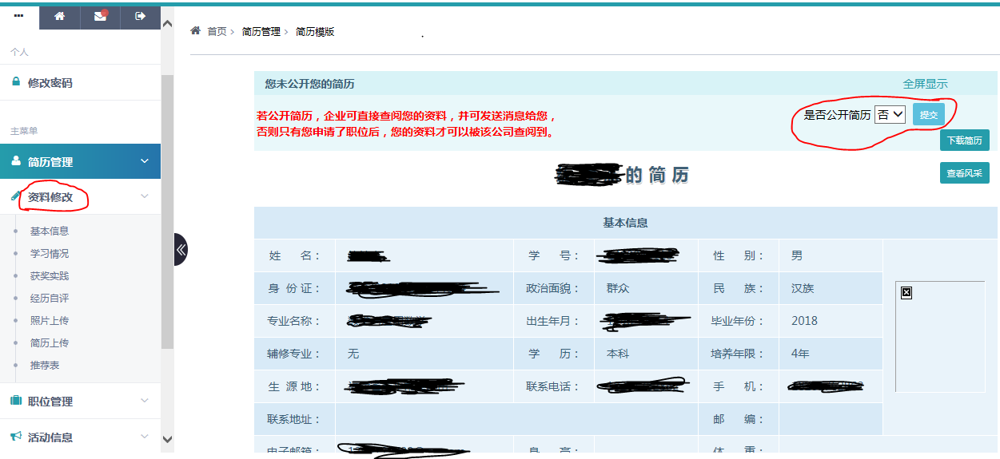 首页 > 简历管理 > 简历模版
个人
修改密码
主菜单
简历管理
资料修改
基本信息
学习情况
获奖实践
经历自评
照片上传
简历上传
推荐表
职位管理
活动信息
您未公开您的简历 全屏显示
若公开简历，企业可直接查阅您的资料，并可发送消息给您，
否则只有您申请了职位后，您的资料才可以被该公司查阅到。
是否公开简历 否 提交
下载简历
查看风采
的简历
基本信息
姓 名： 学 号： 性 别： 男
身 份 证： 政治面貌： 群众 民 族： 汉族
专业名称： 出生年月： 毕业年份： 2018
辅修专业： 无 学 历： 本科 培养年限： 4年
生 源 地： 联系电话： 手 机：
联系地址： 邮 编：
电子邮箱： 身 高： 体 重：